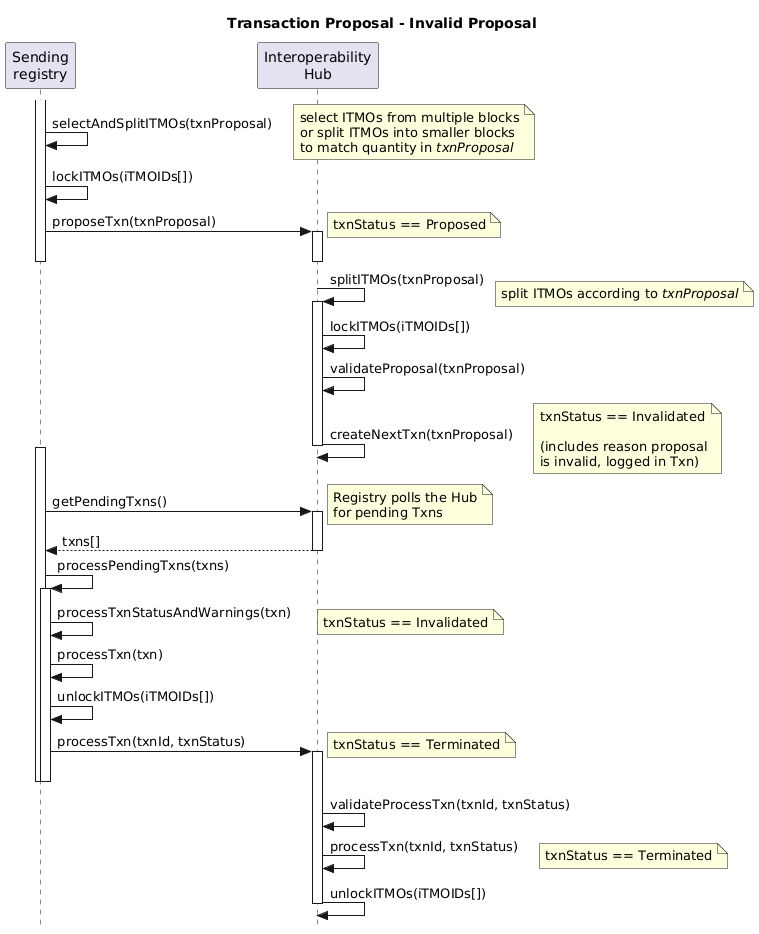 Transaction Proposal - Invalid Proposal
Sending
registry
Interoperability
Hub
selectAndSplitITMOs(txnProposal)
select ITMOs from multiple blocks
or split ITMOs into smaller blocks
to match quantity in txnProposal
lockITMOs(iTMOIDs[])
proposeTxn(txnProposal)
txnStatus == Proposed
splitITMOs(txnProposal)
split ITMOs according to txnProposal
lockITMOs(iTMOIDs[])
validateProposal(txnProposal)
createNextTxn(txnProposal)
txnStatus == Invalidated
(includes reason proposal
is invalid, logged in Txn)
getPendingTxns()
Registry polls the Hub
for pending Txns
txns[]
processPendingTxns(txns)
processTxnStatusAndWarnings(txn)
txnStatus == Invalidated
processTxn(txn)
unlockITMOs(iTMOIDs[])
processTxn(txnId, txnStatus)
txnStatus == Terminated
validateProcessTxn(txnId, txnStatus)
processTxn(txnId, txnStatus)
txnStatus == Terminated
unlockITMOs(iTMOIDs[])